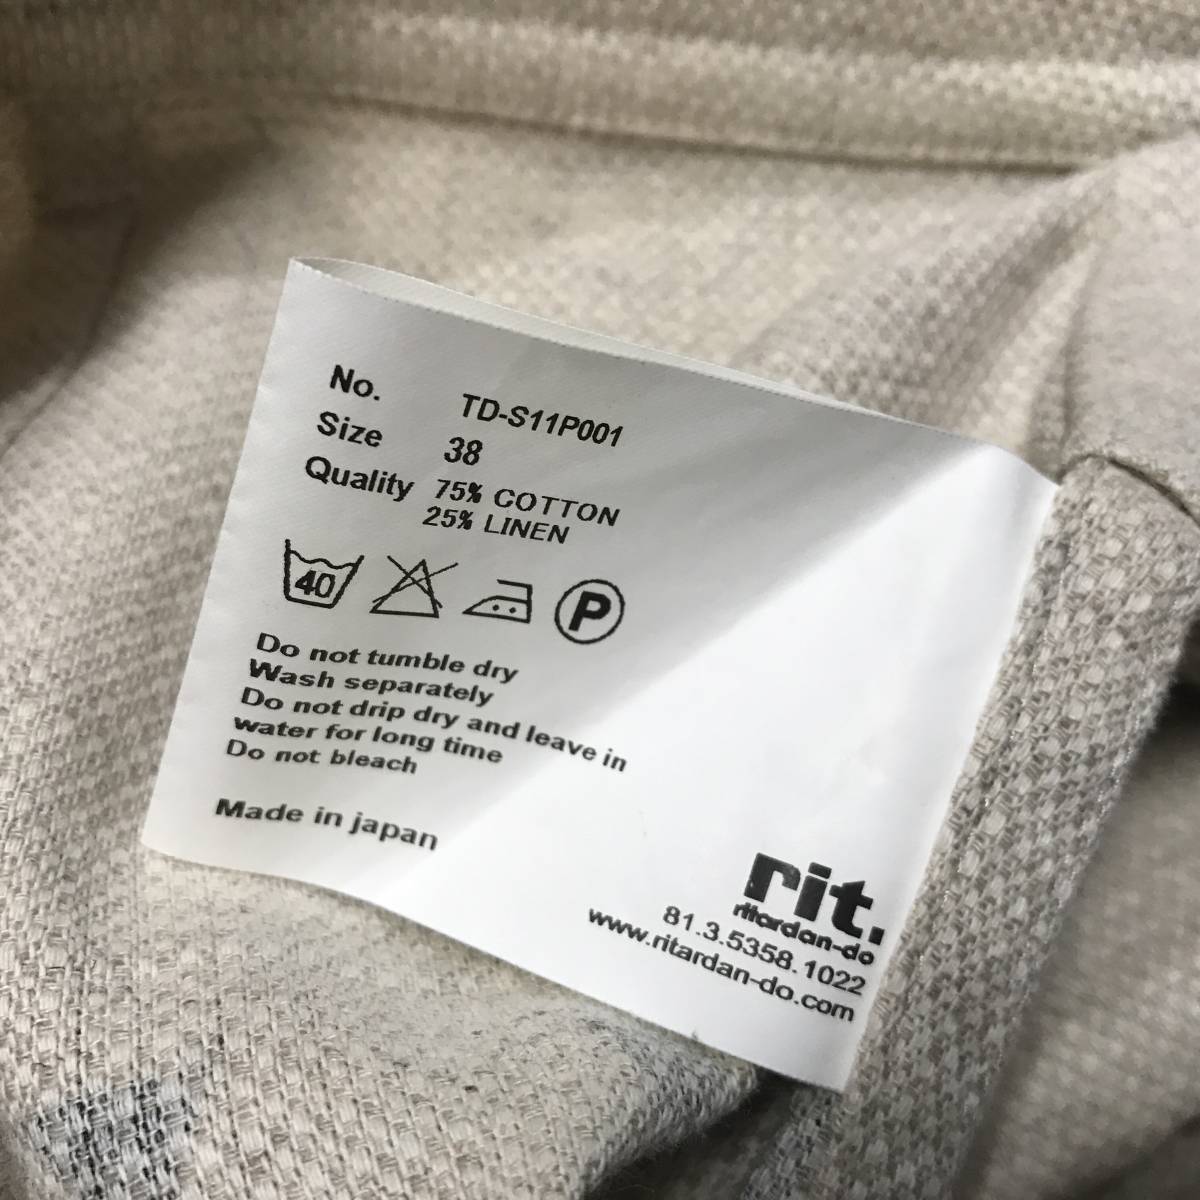 No. TD-S11P001
Size 38
Quality 75% COTTON
25% LINEN
40 P
Do not tumble dry
Wash separately
Do not drip dry and leave in
water for long time
Do not bleach
Made in japan
rit.
ritardan-do
81.3.5358.1022
www.ritardan-do.com